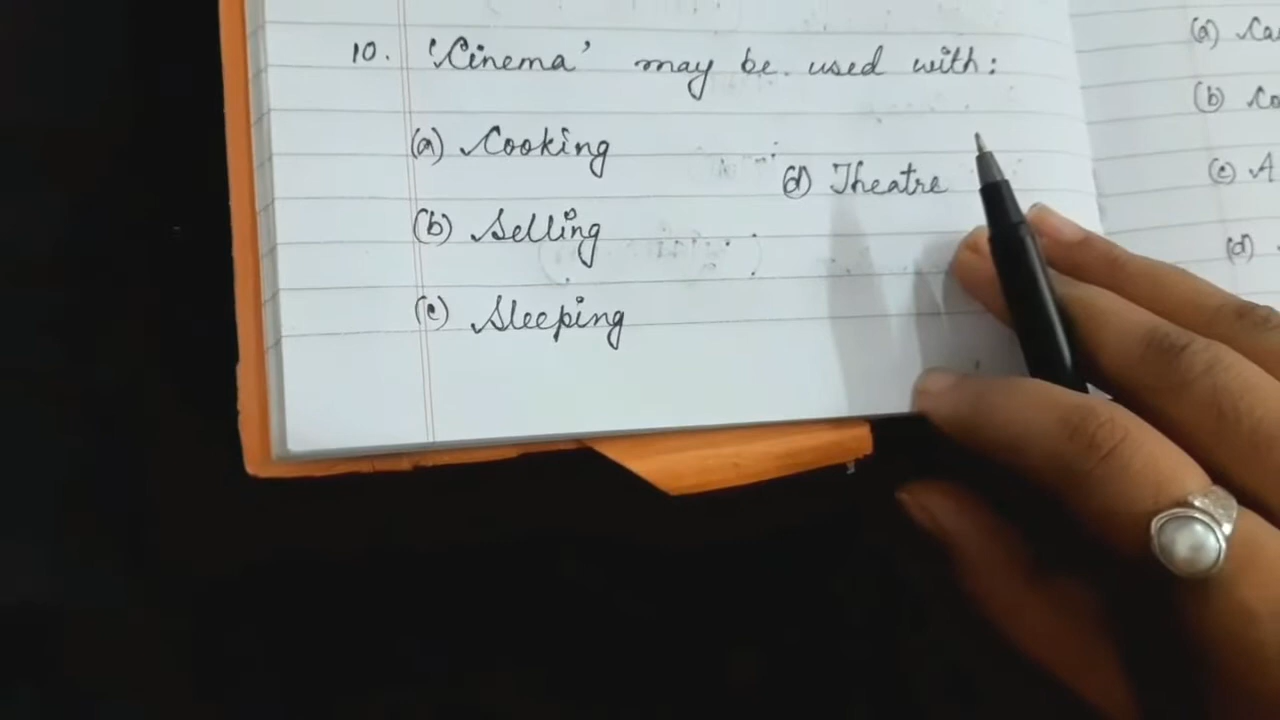 10. 'Cinema' may be used with:
(a) Cooking
(b) Selling
(c) Sleeping
(d) Theatre
(a)
(b)
(c) A
(d)